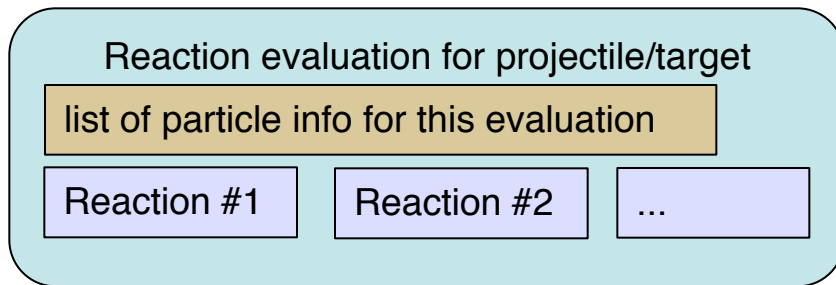 Reaction evaluation for projectile/target
list of particle info for this evaluation
Reaction #1 Reaction #2 ...